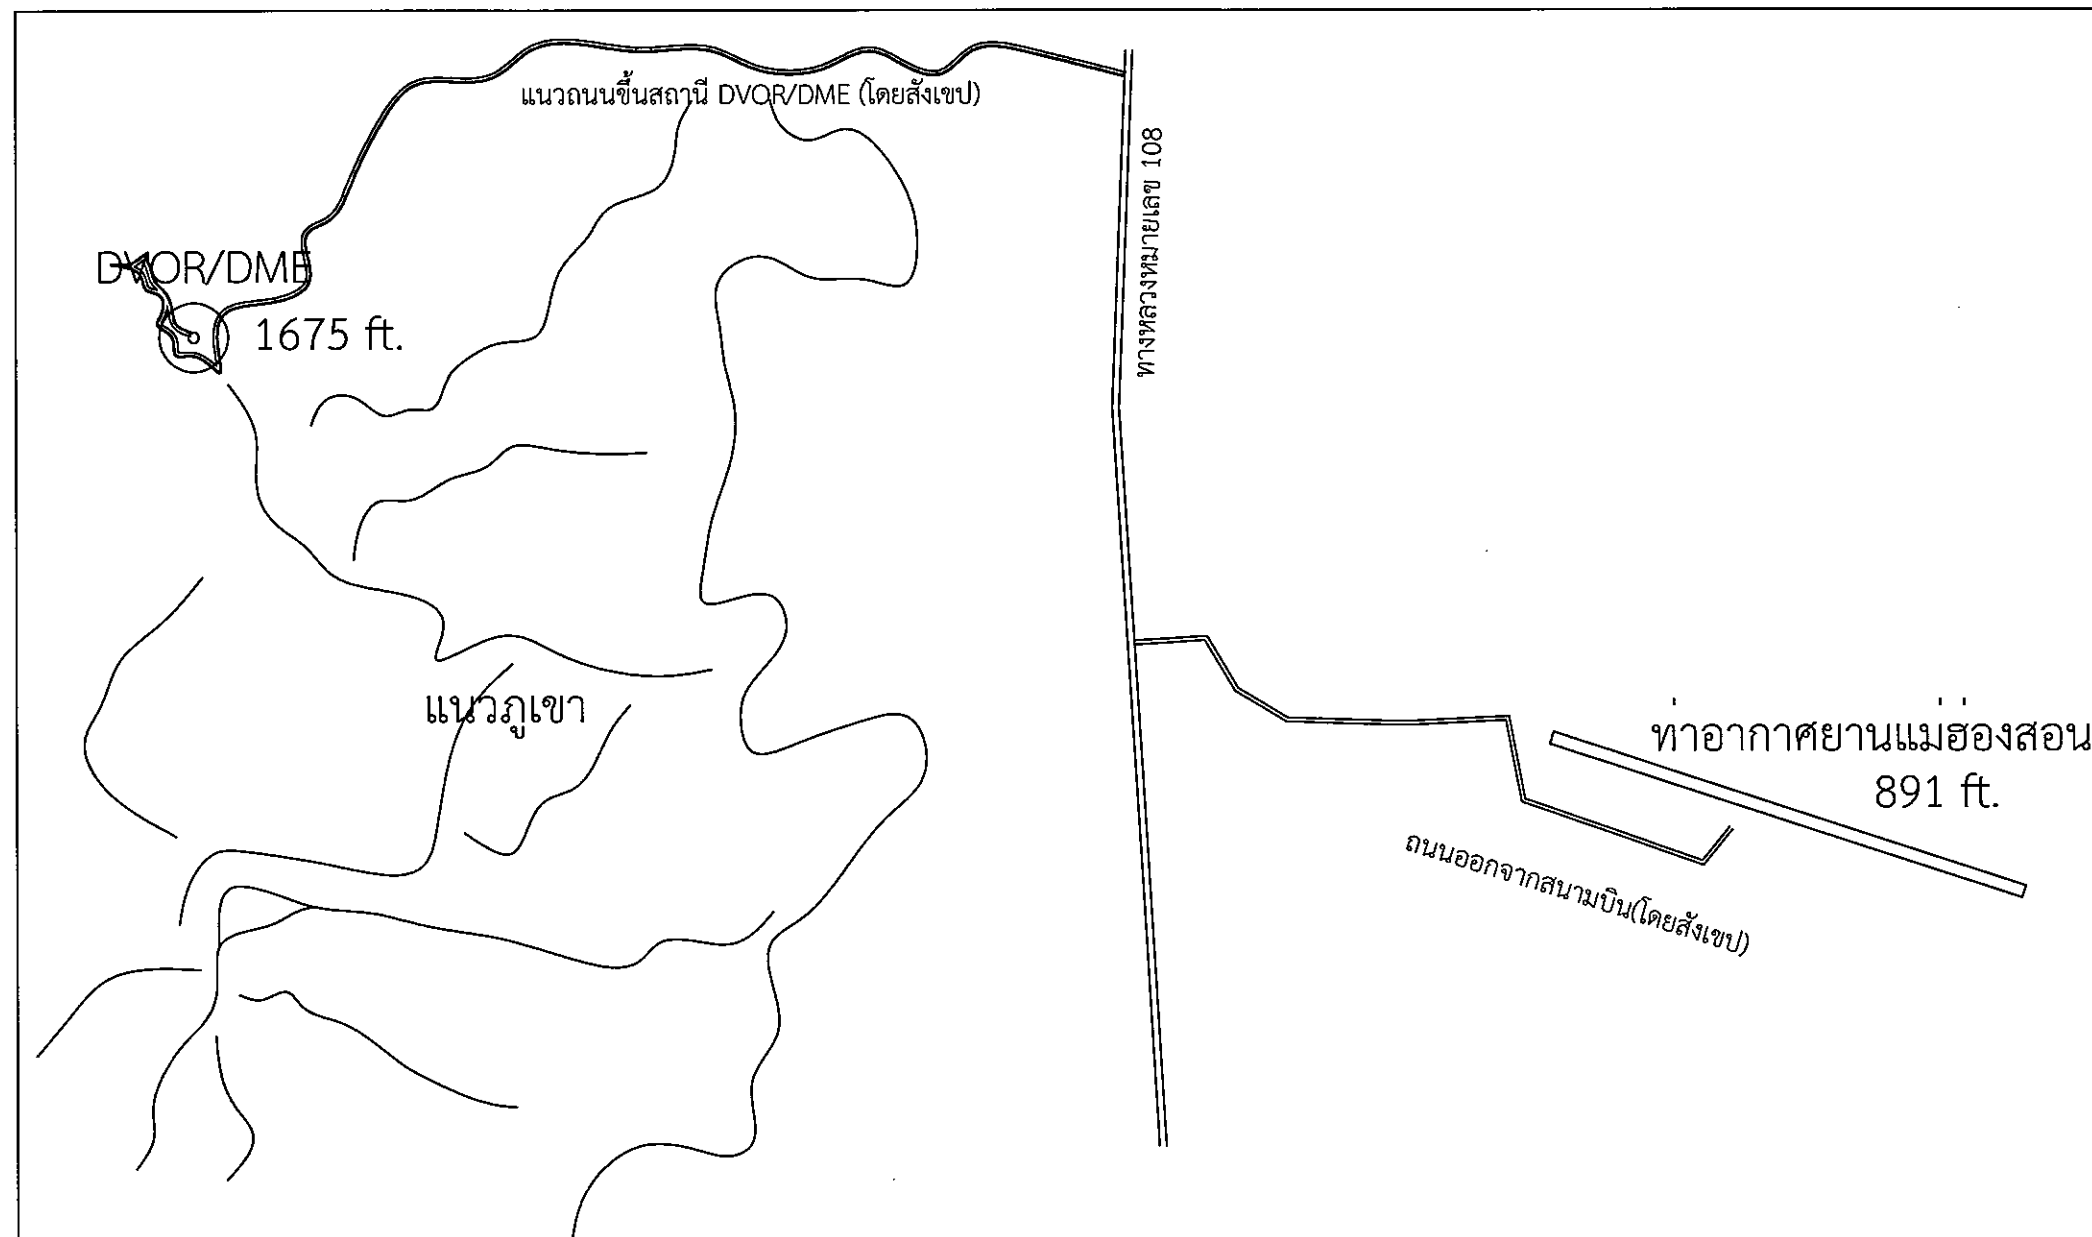 แนวถนนขึ้นสถานี DVOR/DME (โดยสังเขป)
ทางหลวงหมายเลข 108
DVOR/DME
1675 ft.
แนวภูเขา
ท่าอากาศยานแม่ฮ่องสอน
891 ft.
ถนนออกจากสนามบิน(โดยสังเขป)